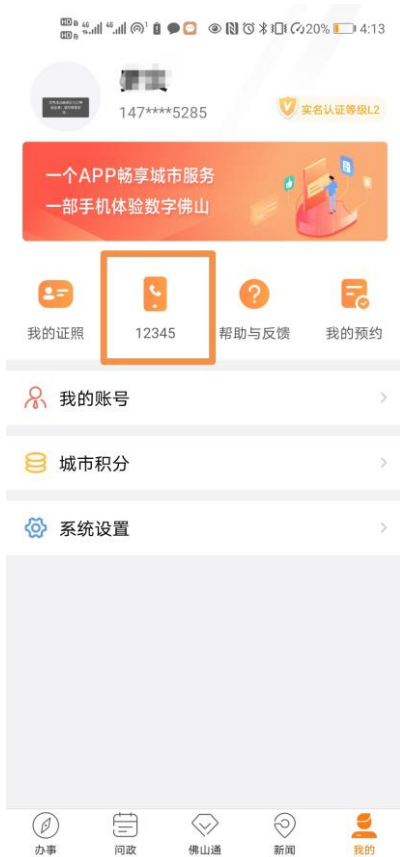 20% 4:13
147****5285
实名认证等级L2
一个APP畅享城市服务
一部手机体验数字佛山
我的证照
12345
帮助与反馈
我的预约
我的账号
城市积分
系统设置
办事
问政
佛山通
新闻
我的